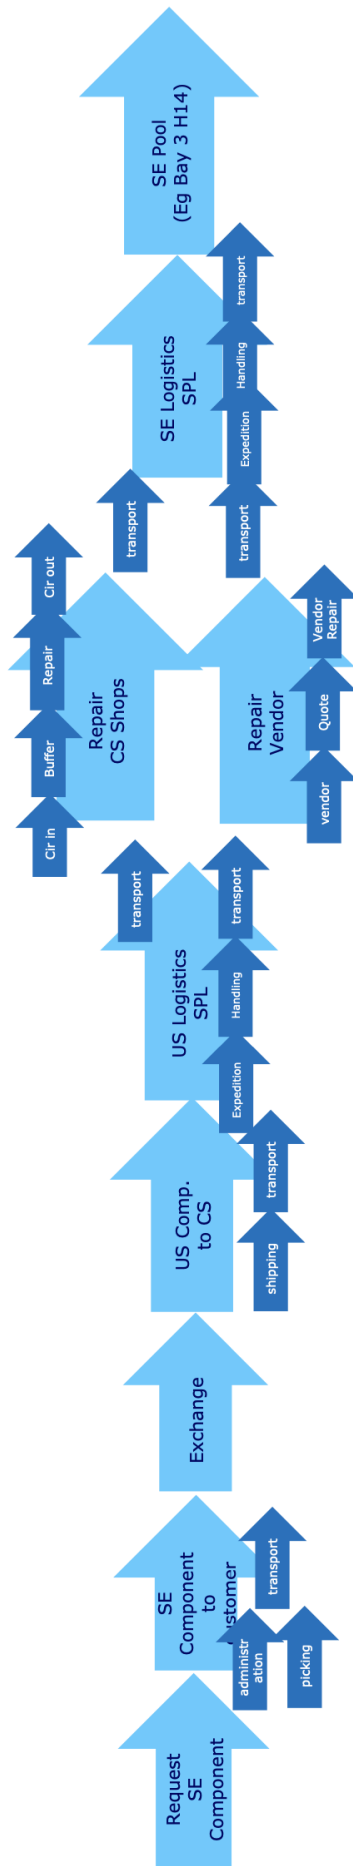 Request
SE
Component
SE
Component
to
customer
administr
ation
picking
transport
Exchange
US Comp.
to CS
shipping
transport
US Logistics
SPL
Expedition
Handling
transport
transport
Repair
CS Shops
Cir in
Buffer
Repair
Cir out
Repair
Vendor
vendor
Quote
Vendor
Repair
transport
transport
SE Logistics
SPL
Expedition
Handling
transport
SE Pool
(Eg Bay 3 H14)